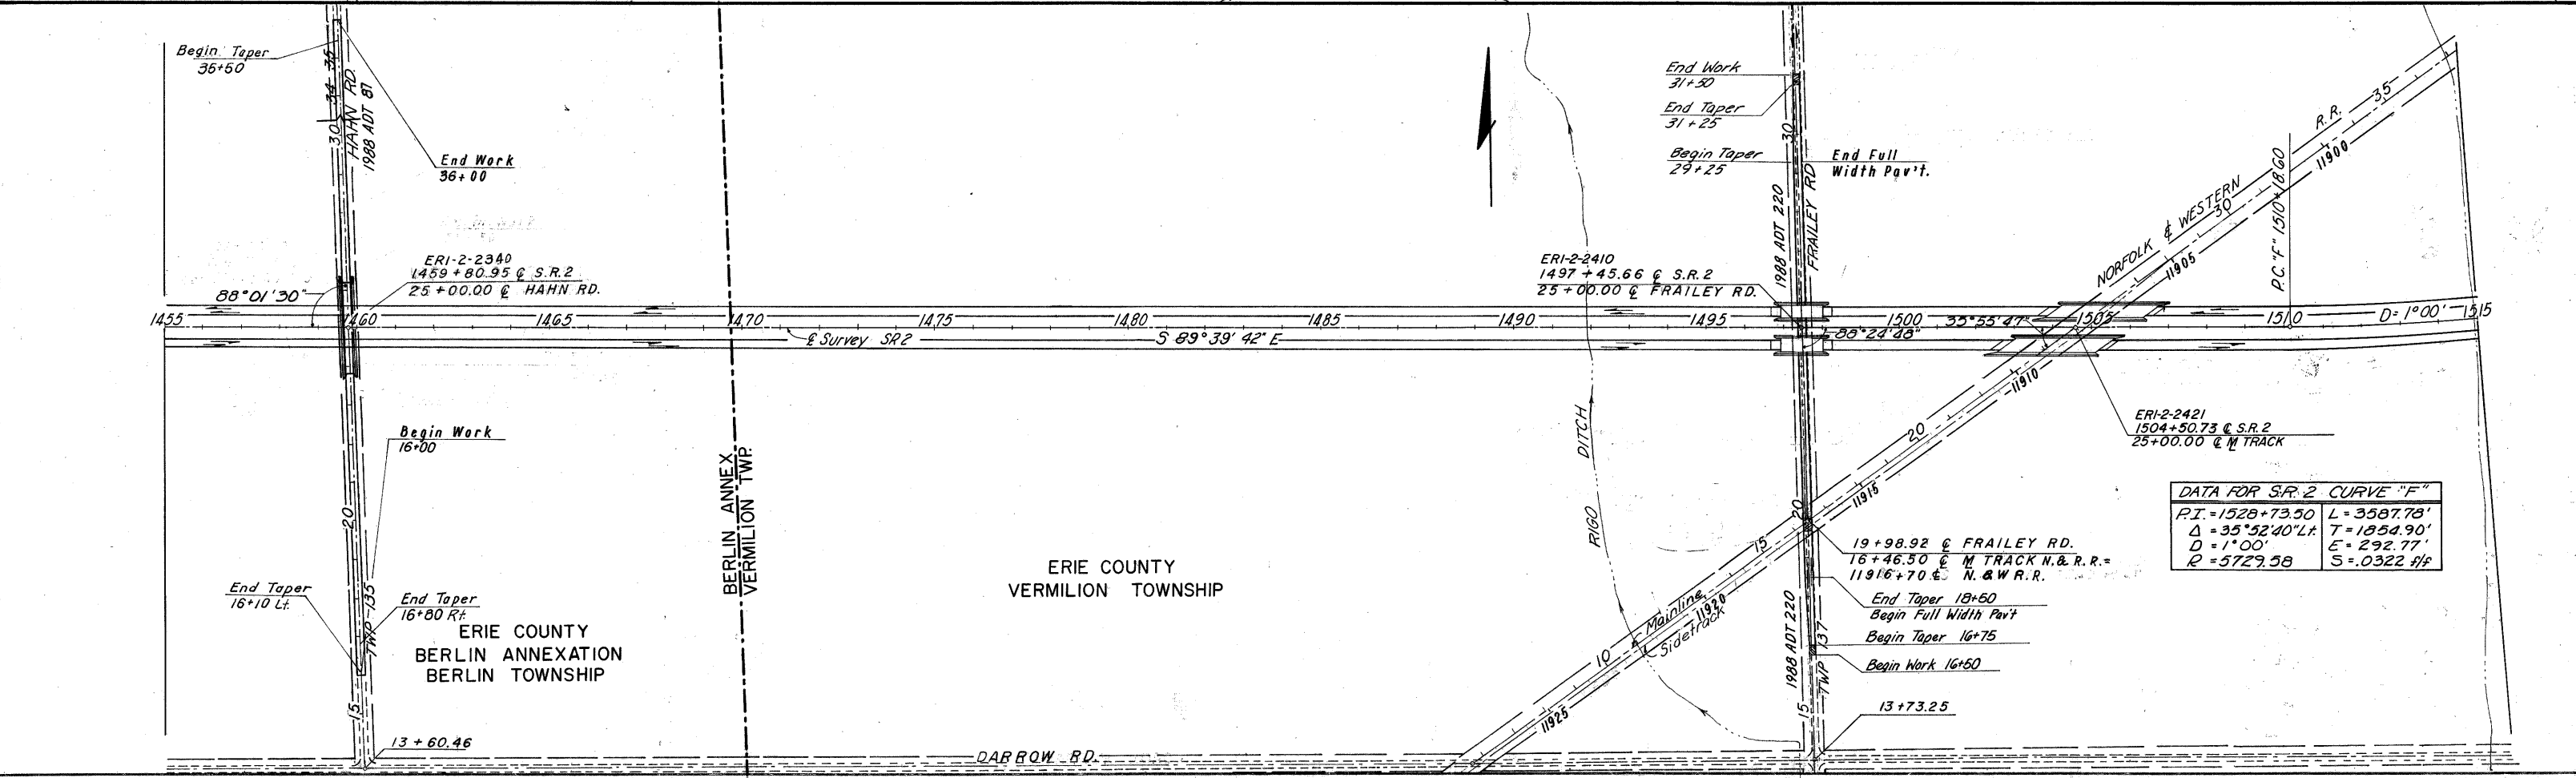 Begin Taper
35+50
34 35
30
HAHN RD.
1988 ADT 87
End Work
36+00
ERI-2-2340
1459+80.95 ℄ S.R.2
25+00.00 ℄ HAHN RD.
88°01'30"
1455 1460 1465 1470 1475 1480 1485 1490 1495 1500 1505 1510 1515
℄ Survey SR2
S 89°39'42" E
Begin Work
16+00
20
End Taper
16+10 Lt.
End Taper
16+80 Rt.
TWP 135
15
13+60.46
ERIE COUNTY
BERLIN ANNEXATION
BERLIN TOWNSHIP
BERLIN ANNEX
VERMILION TWP.
ERIE COUNTY
VERMILION TOWNSHIP
DARROW RD.
RIGO DITCH
End Work
31+50
End Taper
31+25
Begin Taper
29+25
End Full
Width Pav't.
30
1988 ADT 220
FRAILEY RD
ERI-2-2410
1497+45.66 ℄ S.R.2
25+00.00 ℄ FRAILEY RD.
88°24'48"
35°55'47"
D=1°00'
P.C. "F" 1510+18.60
NORFOLK & WESTERN R.R.
35
30
20
15
10
11900
11905
11910
11915
11920
11925
Mainline
Sidetrack
ERI-2-2421
1504+50.73 ℄ S.R.2
25+00.00 ℄ M TRACK
DATA FOR S.R. 2 CURVE "F"
P.I.=1528+73.50 L=3587.78'
Δ=35°52'40"Lt. T=1854.90'
D=1°00' E=292.77'
R=5729.58 S=.0322 f/f
20
19+98.92 ℄ FRAILEY RD.
16+46.50 ℄ M TRACK N.& R.R.=
11916+70 ℄ N.&W R.R.
End Taper 18+60
Begin Full Width Pav't
Begin Taper 16+75
Begin Work 16+50
1988 ADT 220
TWP 137
15
13+73.25